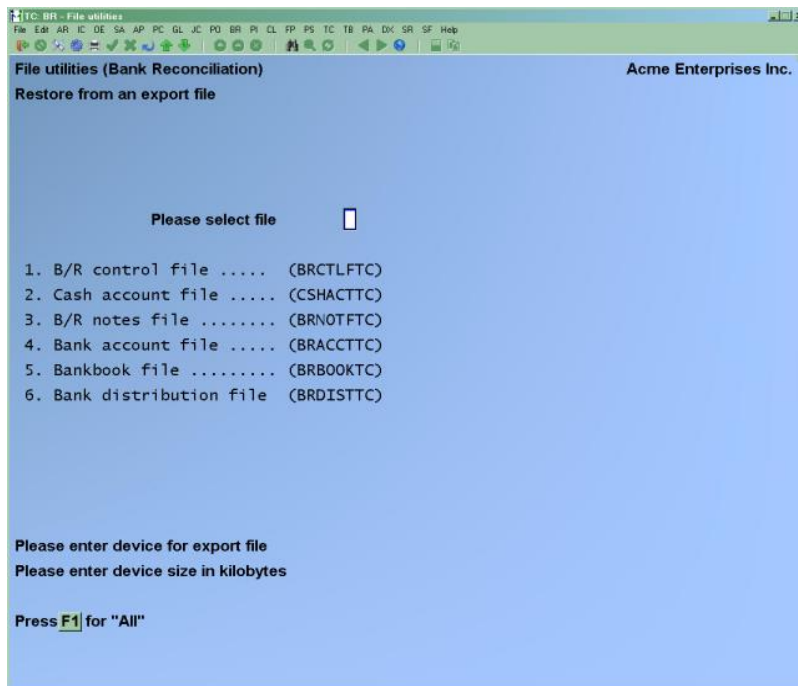 TC: BR - File utilities
File Edit AR IC OE SA AP PC GL JC PO BR PI CL FP PS TC TB PA DX SR SF Help
File utilities (Bank Reconciliation) Acme Enterprises Inc.
Restore from an export file
Please select file
1. B/R control file ..... (BRCTLFTC)
2. Cash account file ..... (CSHACTTC)
3. B/R notes file ........ (BRNOTFTC)
4. Bank account file ..... (BRACCTTC)
5. Bankbook file ......... (BRBOOKTC)
6. Bank distribution file (BRDISTTC)
Please enter device for export file
Please enter device size in kilobytes
Press F1 for "All"